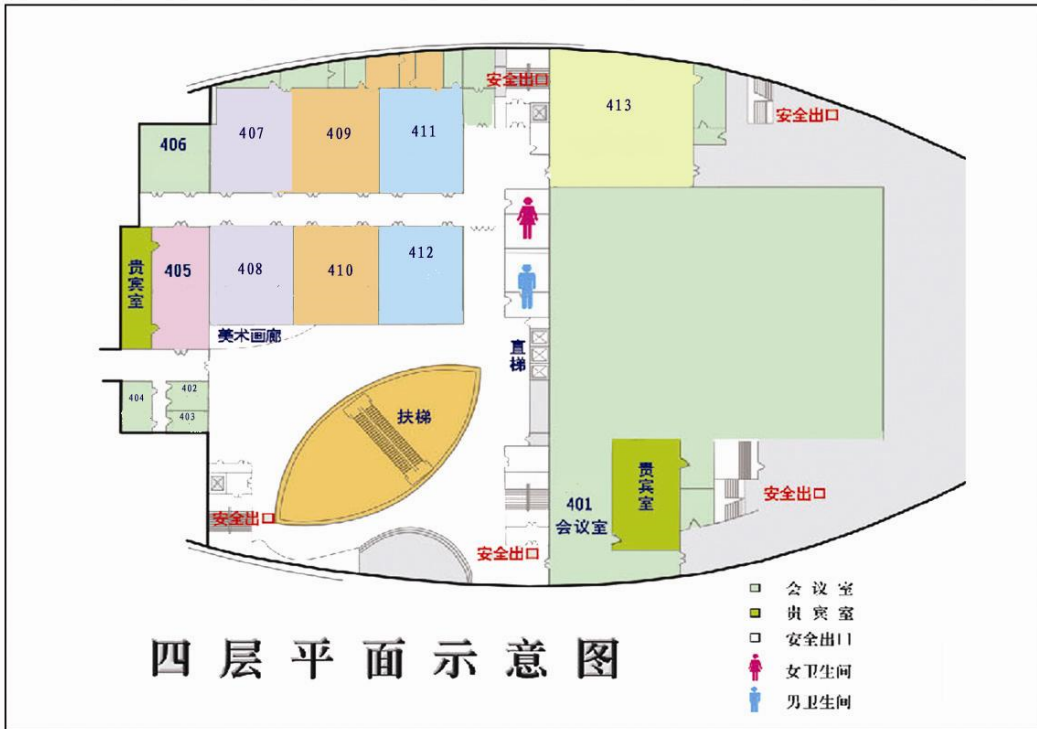 安全出口
413
安全出口
407
409
411
406
405
408
410
412
贵宾室
美术画廊
直梯
404
402
403
扶梯
贵宾室
401
会议室
安全出口
安全出口
安全出口
会议室
贵宾室
安全出口
女卫生间
男卫生间
四层平面示意图